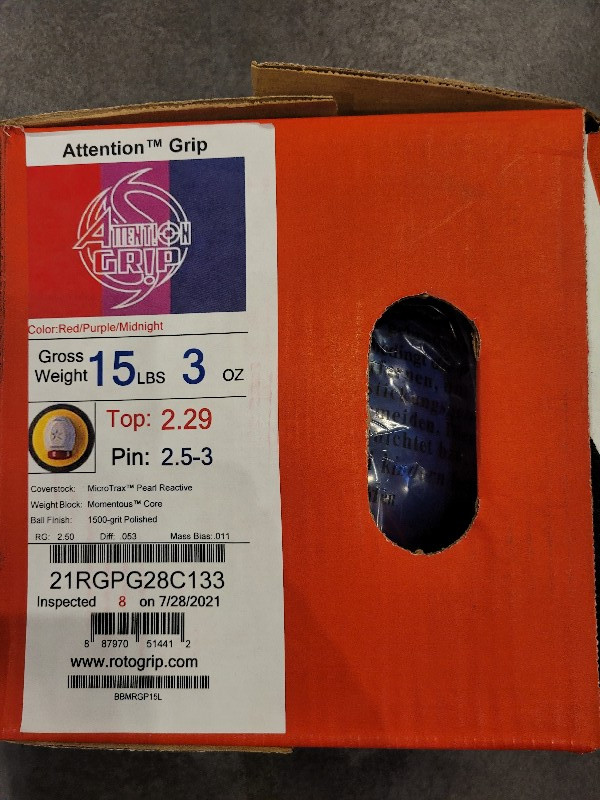 Attention™ Grip
ATTENTION
GR!P
Color:Red/Purple/Midnight
Gross Weight 15 LBS 3 OZ
Top: 2.29
Pin: 2.5-3
Coverstock: MicroTrax™ Pearl Reactive
Weight Block: Momentous™ Core
Ball Finish: 1500-grit Polished
RG: 2.50 Diff: .053 Mass Bias:.011
21RGPG28C133
Inspected 8 on 7/28/2021
8 87970 51441 2
www.rotogrip.com
BBMRGP15L
meiden.